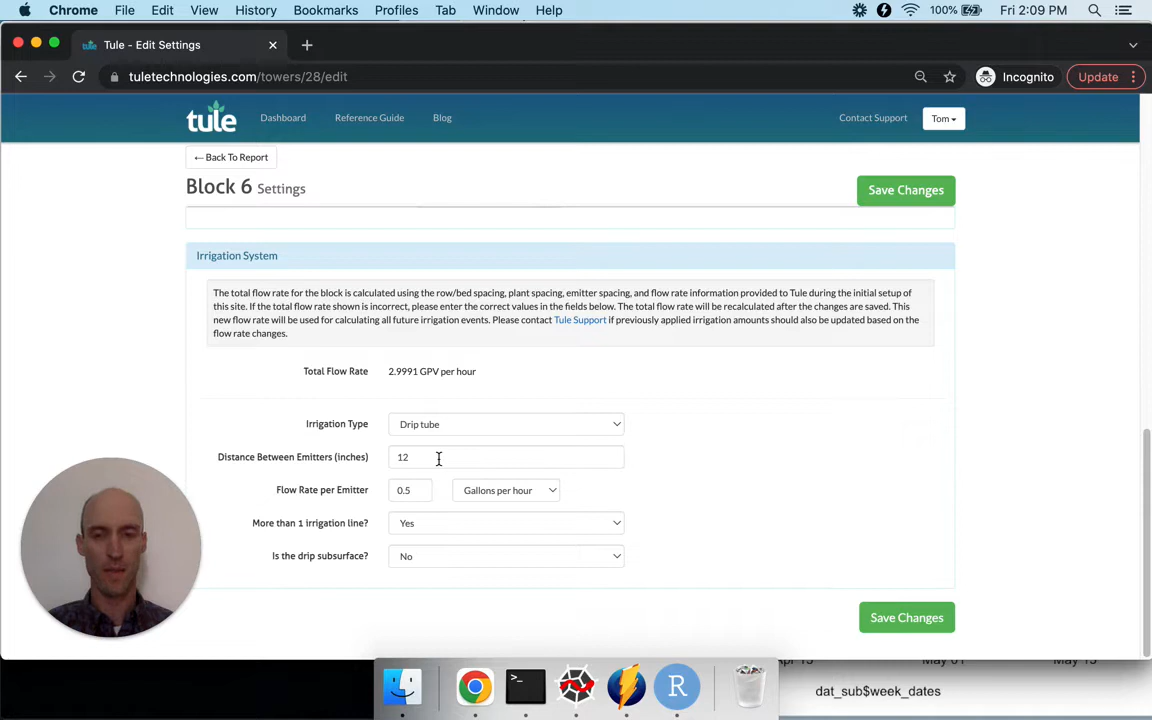 Chrome File Edit View History Bookmarks Profiles Tab Window Help 100% Fri 2:09 PM
Tule - Edit Settings
tuletechnologies.com/towers/28/edit Incognito Update
tule Dashboard Reference Guide Blog Contact Support Tom
← Back To Report
Block 6 Settings Save Changes
Irrigation System
The total flow rate for the block is calculated using the row/bed spacing, plant spacing, emitter spacing, and flow rate information provided to Tule during the initial setup of
this site. If the total flow rate shown is incorrect, please enter the correct values in the fields below. The total flow rate will be recalculated after the changes are saved. This
new flow rate will be used for calculating all future irrigation events. Please contact Tule Support if previously applied irrigation amounts should also be updated based on the
flow rate changes.
Total Flow Rate 2.9991 GPV per hour
Irrigation Type Drip tube
Distance Between Emitters (inches) 12
Flow Rate per Emitter 0.5 Gallons per hour
More than 1 irrigation line? Yes
Is the drip subsurface? No
Save Changes
May 01 May 15
dat_sub$week_dates
R